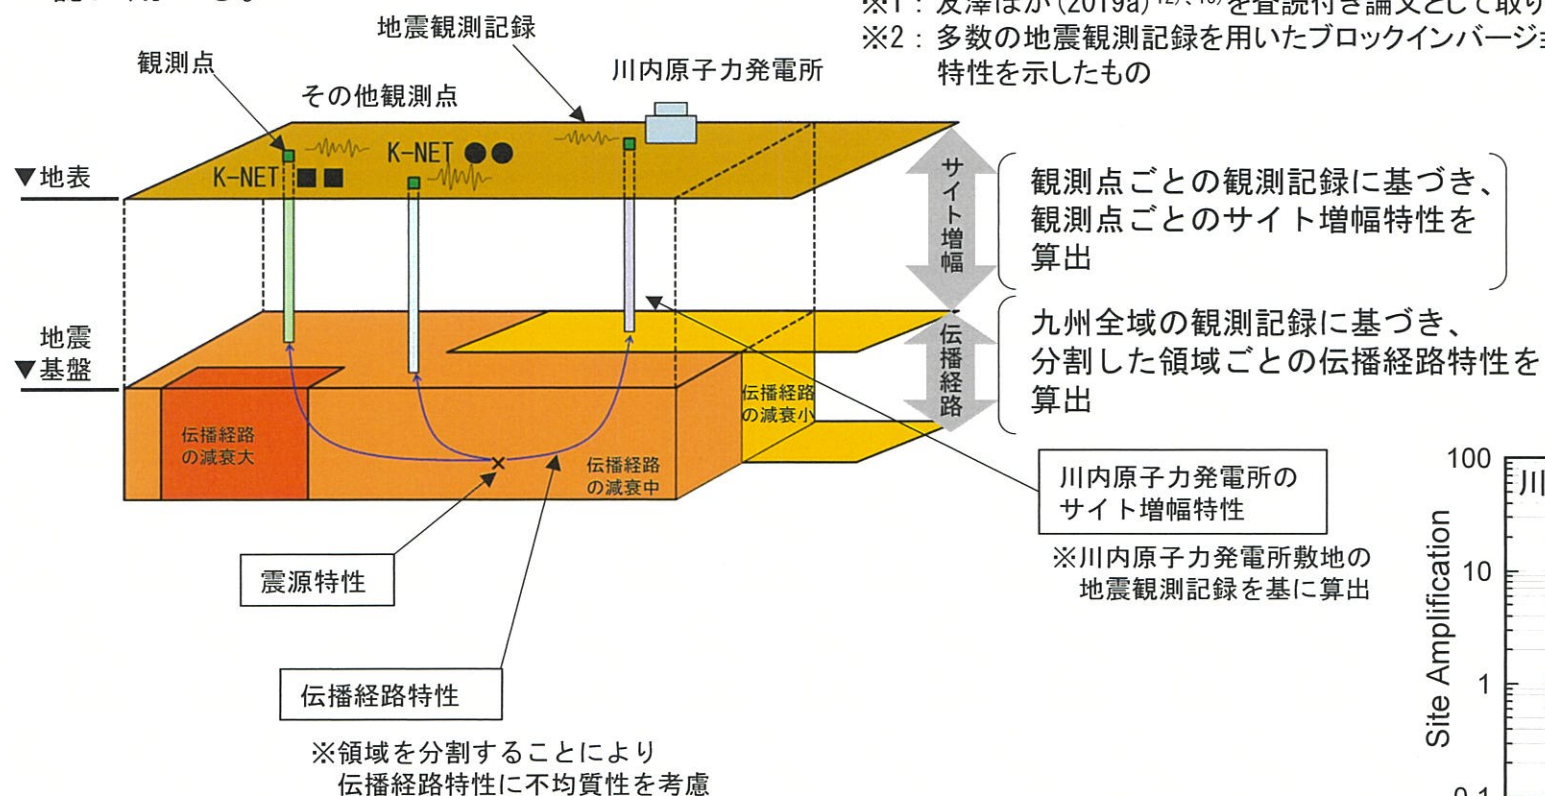 ※1：友澤ほか(2019a)
※2：多数の地震観測記録を用いたブロックインバージョ
特性を示したもの
地震観測記録
観測点
その他観測点
川内原子力発電所
K-NET ●●
K-NET ■■
▼地表
サイト増幅
観測点ごとの観測記録に基づき、
観測点ごとのサイト増幅特性を
算出
地震
▼基盤
伝播経路
九州全域の観測記録に基づき、
分割した領域ごとの伝播経路特性を
算出
伝播経路
の減衰小
伝播経路
の減衰大
伝播経路
の減衰中
川内原子力発電所の
サイト増幅特性
※川内原子力発電所敷地の
地震観測記録を基に算出
震源特性
伝播経路特性
※領域を分割することにより
伝播経路特性に不均質性を考慮
100
川
10
1
0.1
Site Amplification